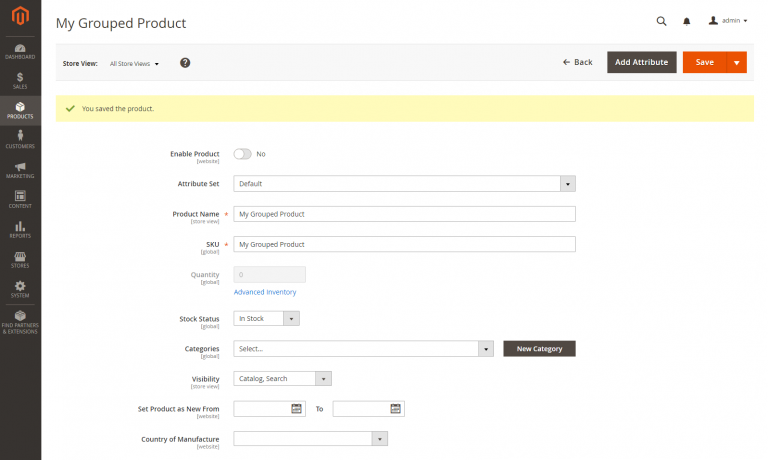 My Grouped Product
admin
Store View: All Store Views ?
Back
Add Attribute
Save
You saved the product.
DASHBOARD
SALES
PRODUCTS
CUSTOMERS
MARKETING
CONTENT
REPORTS
STORES
SYSTEM
FIND PARTNERS
& EXTENSIONS
Enable Product
[website]
No
Attribute Set
Default
Product Name *
[store view]
My Grouped Product
SKU *
[global]
My Grouped Product
Quantity
[global]
0
Advanced Inventory
Stock Status
[global]
In Stock
Categories
[global]
Select...
New Category
Visibility
[store view]
Catalog, Search
Set Product as New From
[website]
To
Country of Manufacture
[website]